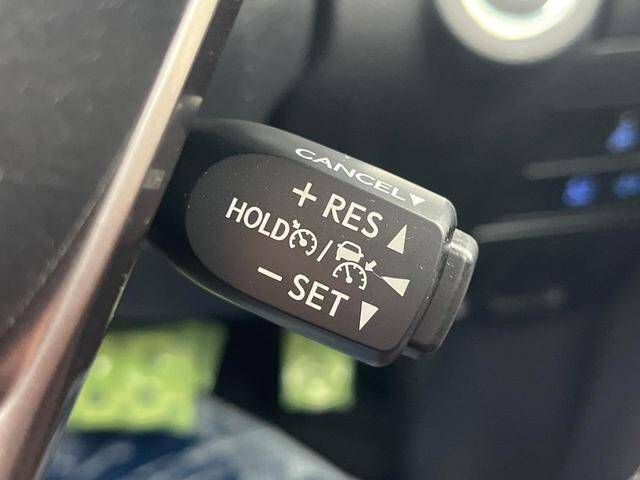 CANCEL▼
+ RES ▲
HOLD /
− SET ▼